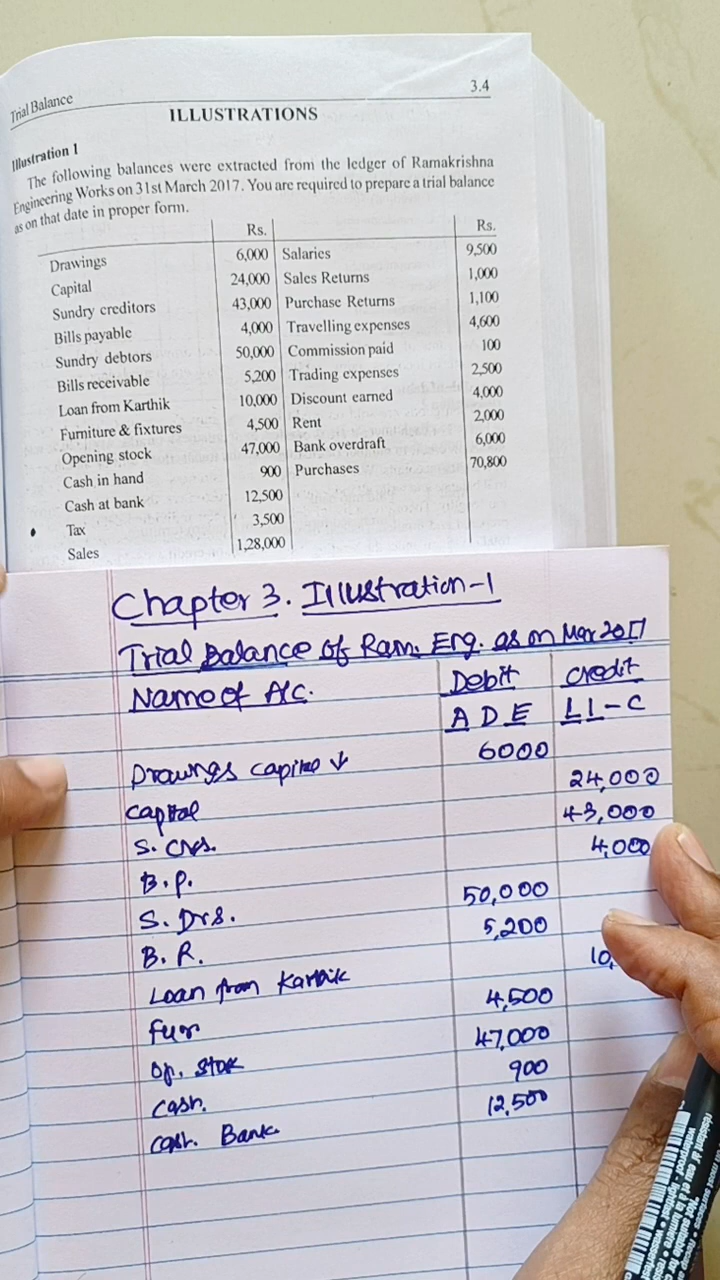 Trial Balance
3.4
ILLUSTRATIONS
Illustration 1
The following balances were extracted from the ledger of Ramakrishna
Engineering Works on 31st March 2017. You are required to prepare a trial balance
as on that date in proper form.
Rs. Rs.
Drawings 6,000 Salaries 9,500
Capital 24,000 Sales Returns 1,000
Sundry creditors 43,000 Purchase Returns 1,100
Bills payable 4,000 Travelling expenses 4,600
Sundry debtors 50,000 Commission paid 100
Bills receivable 5,200 Trading expenses 2,500
Loan from Karthik 10,000 Discount earned 4,000
Furniture & fixtures 4,500 Rent 2,000
Opening stock 47,000 Bank overdraft 6,000
Cash in hand 900 Purchases 70,800
Cash at bank 12,500
Tax 3,500
Sales 1,28,000
Chapter 3. Illustration-1
Trial Balance of Ram. Eng. as on Mar 2017
Name of A/C. Debit Credit
A D E L I - C
Drawngs ↓ 6000
Capital 24,000
S. Crs. 43,000
B.P. 4,000
S. Drs. 50,000
B.R. 5,200
Loan from Karthik 10,
Fur 4,500
Op. Stok 47,000
Cash. 900
Cash. Bank. 12,500